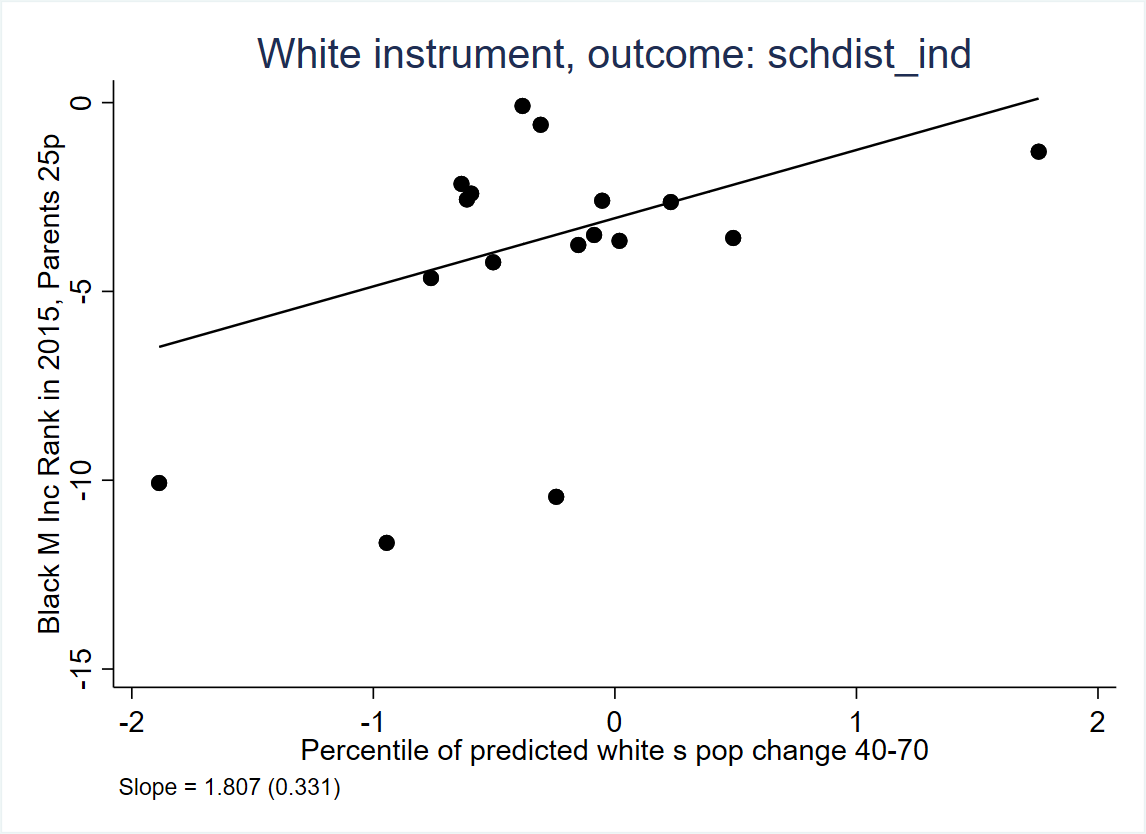 White instrument, outcome: schdist_ind
Black M Inc Rank in 2015, Parents 25p
0
-5
-10
-15
-2
-1
0
1
2
Percentile of predicted white s pop change 40-70
Slope = 1.807 (0.331)